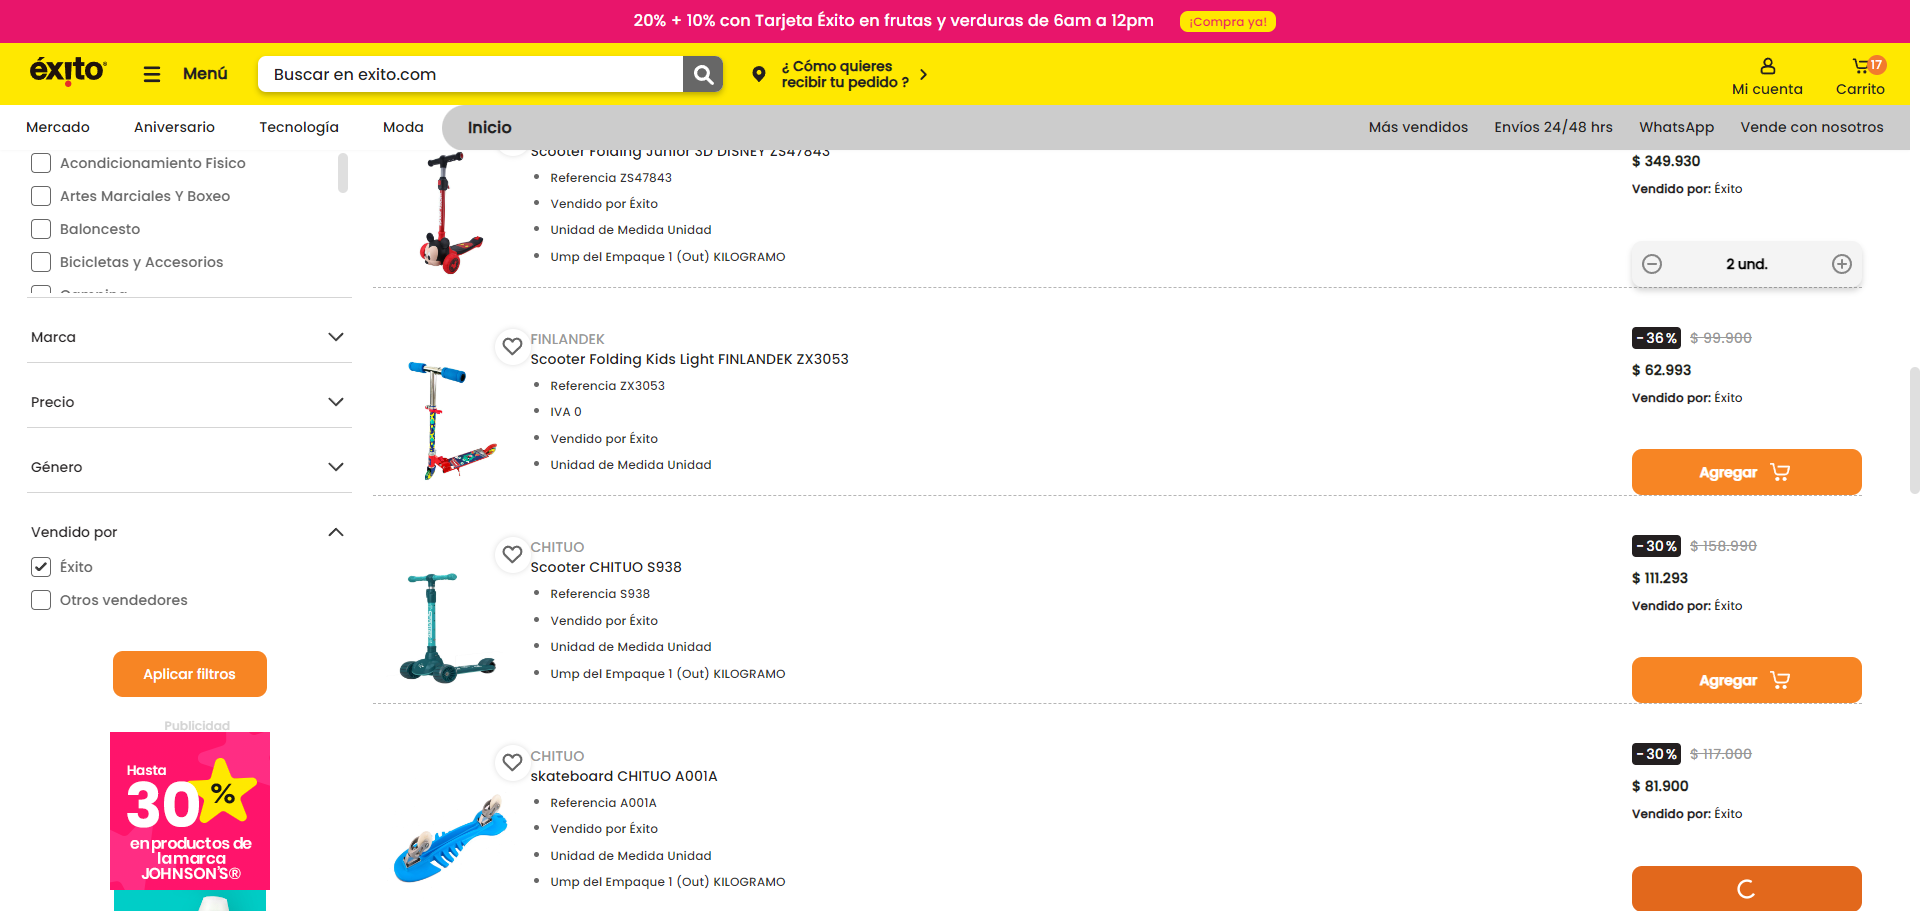 20% + 10% con Tarjeta Éxito en frutas y verduras de 6am a 12pm ¡Compra ya!
éxito
Menú
Buscar en exito.com
¿ Cómo quieres
recibir tu pedido ?
Mi cuenta
17
Carrito
Mercado Aniversario Tecnología Moda Inicio Más vendidos Envíos 24/48 hrs WhatsApp Vende con nosotros
Acondicionamiento Fisico
Artes Marciales Y Boxeo
Baloncesto
Bicicletas y Accesorios
Camping
Marca
Precio
Género
Vendido por
Éxito
Otros vendedores
Aplicar filtros
Publicidad
Hasta
30%
en productos de
la marca
JOHNSON'S®
Scooter Folding Junior 3D DISNEY ZS47843
Referencia ZS47843
Vendido por Éxito
Unidad de Medida Unidad
Ump del Empaque 1 (Out) KILOGRAMO
$ 349.930
Vendido por: Éxito
2 und.
FINLANDEK
Scooter Folding Kids Light FINLANDEK ZX3053
Referencia ZX3053
IVA 0
Vendido por Éxito
Unidad de Medida Unidad
-36% $ 99.900
$ 62.993
Vendido por: Éxito
Agregar
CHITUO
Scooter CHITUO S938
Referencia S938
Vendido por Éxito
Unidad de Medida Unidad
Ump del Empaque 1 (Out) KILOGRAMO
-30% $ 158.990
$ 111.293
Vendido por: Éxito
Agregar
CHITUO
skateboard CHITUO A001A
Referencia A001A
Vendido por Éxito
Unidad de Medida Unidad
Ump del Empaque 1 (Out) KILOGRAMO
-30% $ 117.000
$ 81.900
Vendido por: Éxito